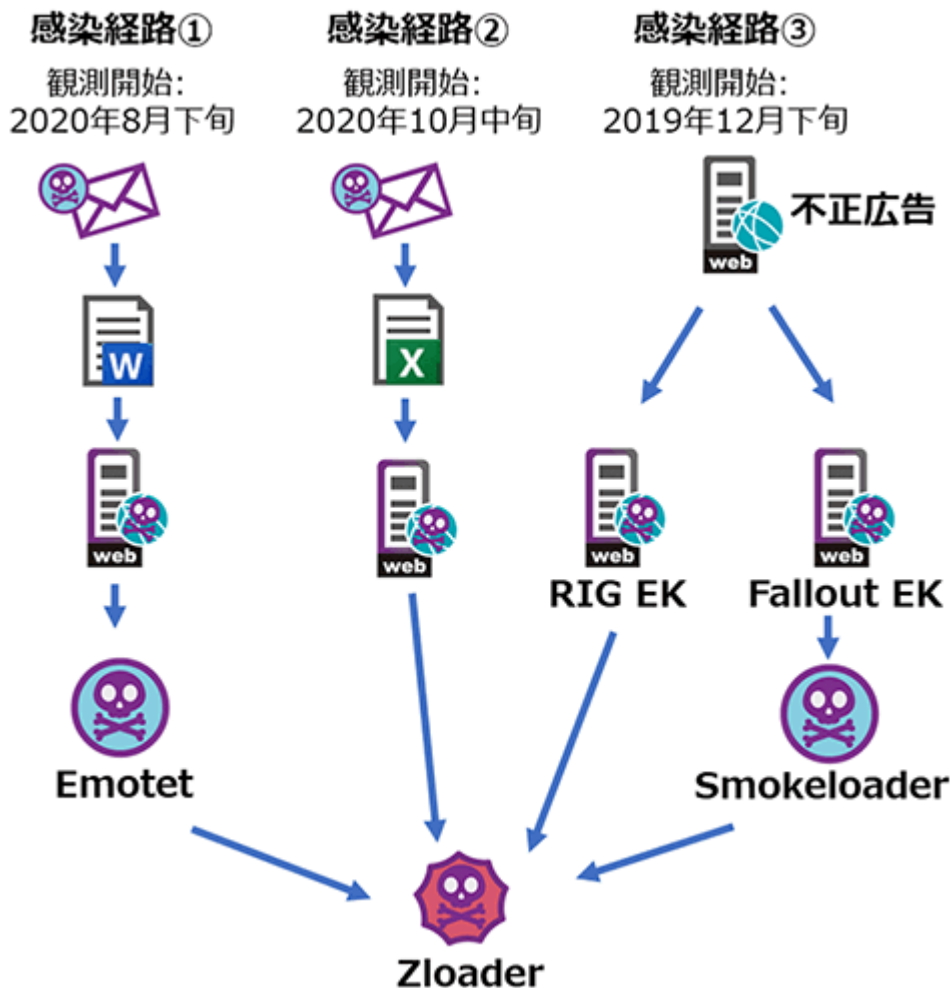 感染経路①
観測開始:
2020年8月下旬
感染経路②
観測開始:
2020年10月中旬
感染経路③
観測開始:
2019年12月下旬
不正広告
web
W
X
web
web
web
web
RIG EK
Fallout EK
Emotet
Smokeloader
Zloader